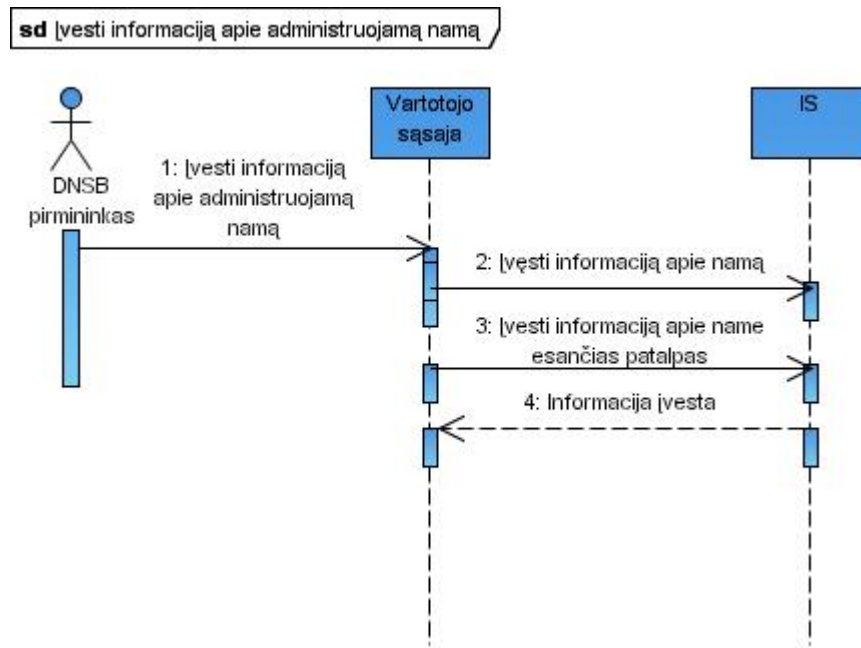 sd Įvesti informaciją apie administruojamą namą
Vartotojo
sąsaja
IS
DNSB
pirmininkas
1: Įvesti informaciją
apie administruojamą
namą
2: Įvęsti informaciją apie namą
3: Įvesti informaciją apie name
esančias patalpas
4: Informacija įvesta